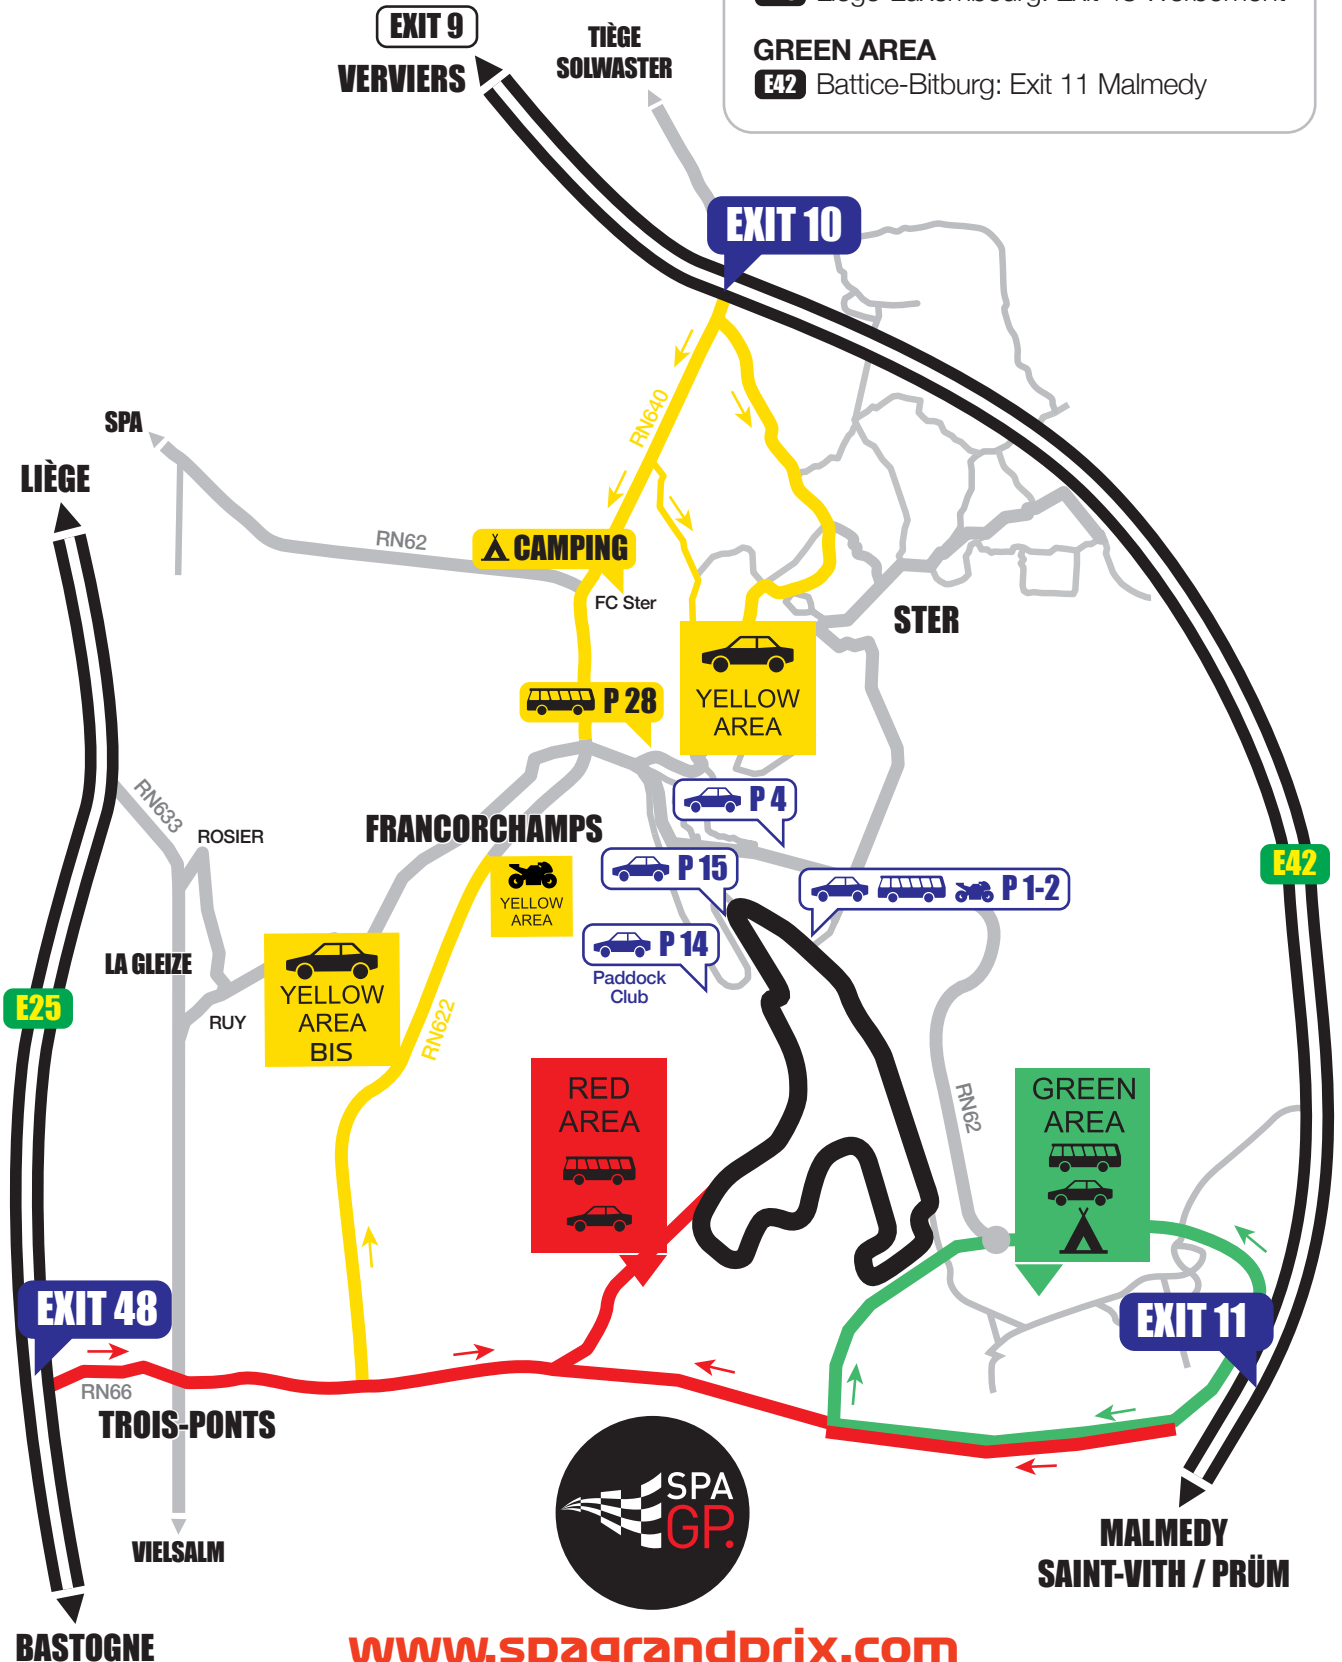 Liège-Luxembourg: Exit 48 Werbomont
GREEN AREA
E42 Battice-Bitburg: Exit 11 Malmedy
EXIT 9
VERVIERS
TIÈGE
SOLWASTER
EXIT 10
RN640
SPA
LIÈGE
RN62
CAMPING
FC Ster
STER
YELLOW
AREA
P 28
P 4
RN633
ROSIER
FRANCORCHAMPS
P 15
E42
YELLOW
AREA
P 1-2
P 14
Paddock
Club
LA GLEIZE
YELLOW
AREA
BIS
E25
RUY
RN622
RED
AREA
GREEN
AREA
RN62
EXIT 48
EXIT 11
RN66
TROIS-PONTS
SPA
GP.
VIELSALM
MALMEDY
SAINT-VITH / PRÜM
BASTOGNE
www.spagrandprix.com